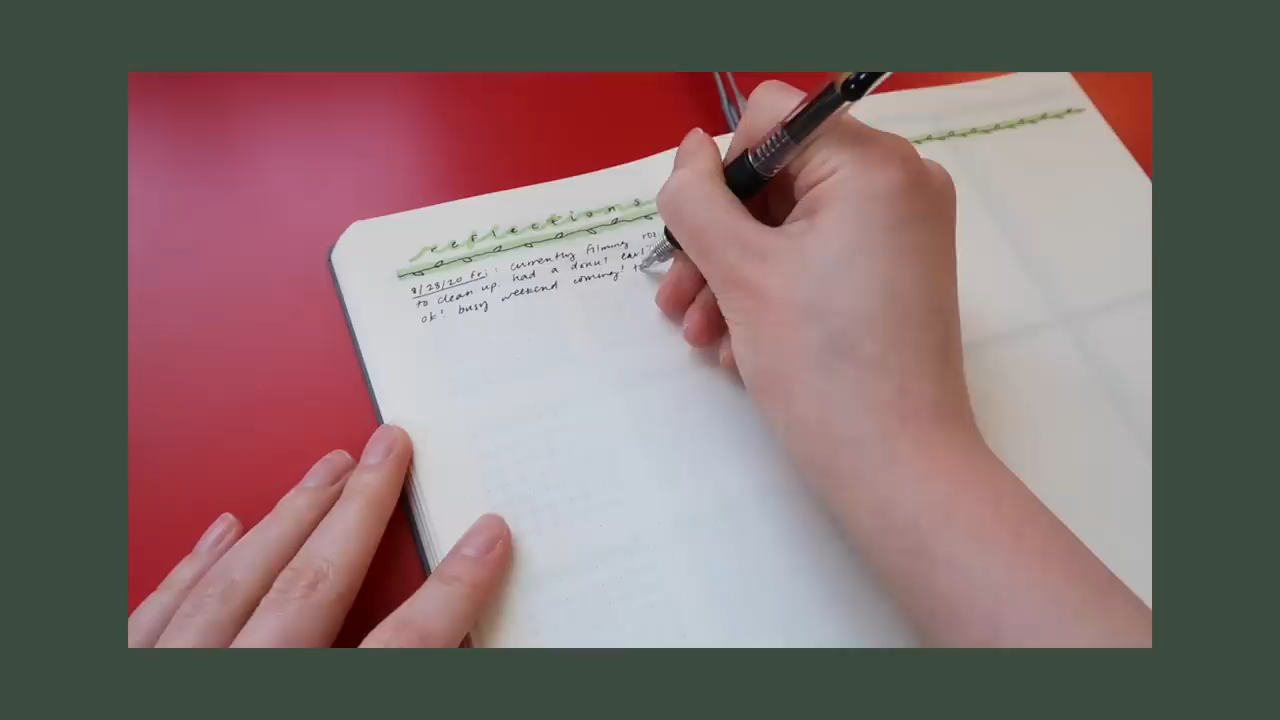 reflections
8/28/20 Fri: currently filming
to clean up. had a donut
ok! busy weekend coming!